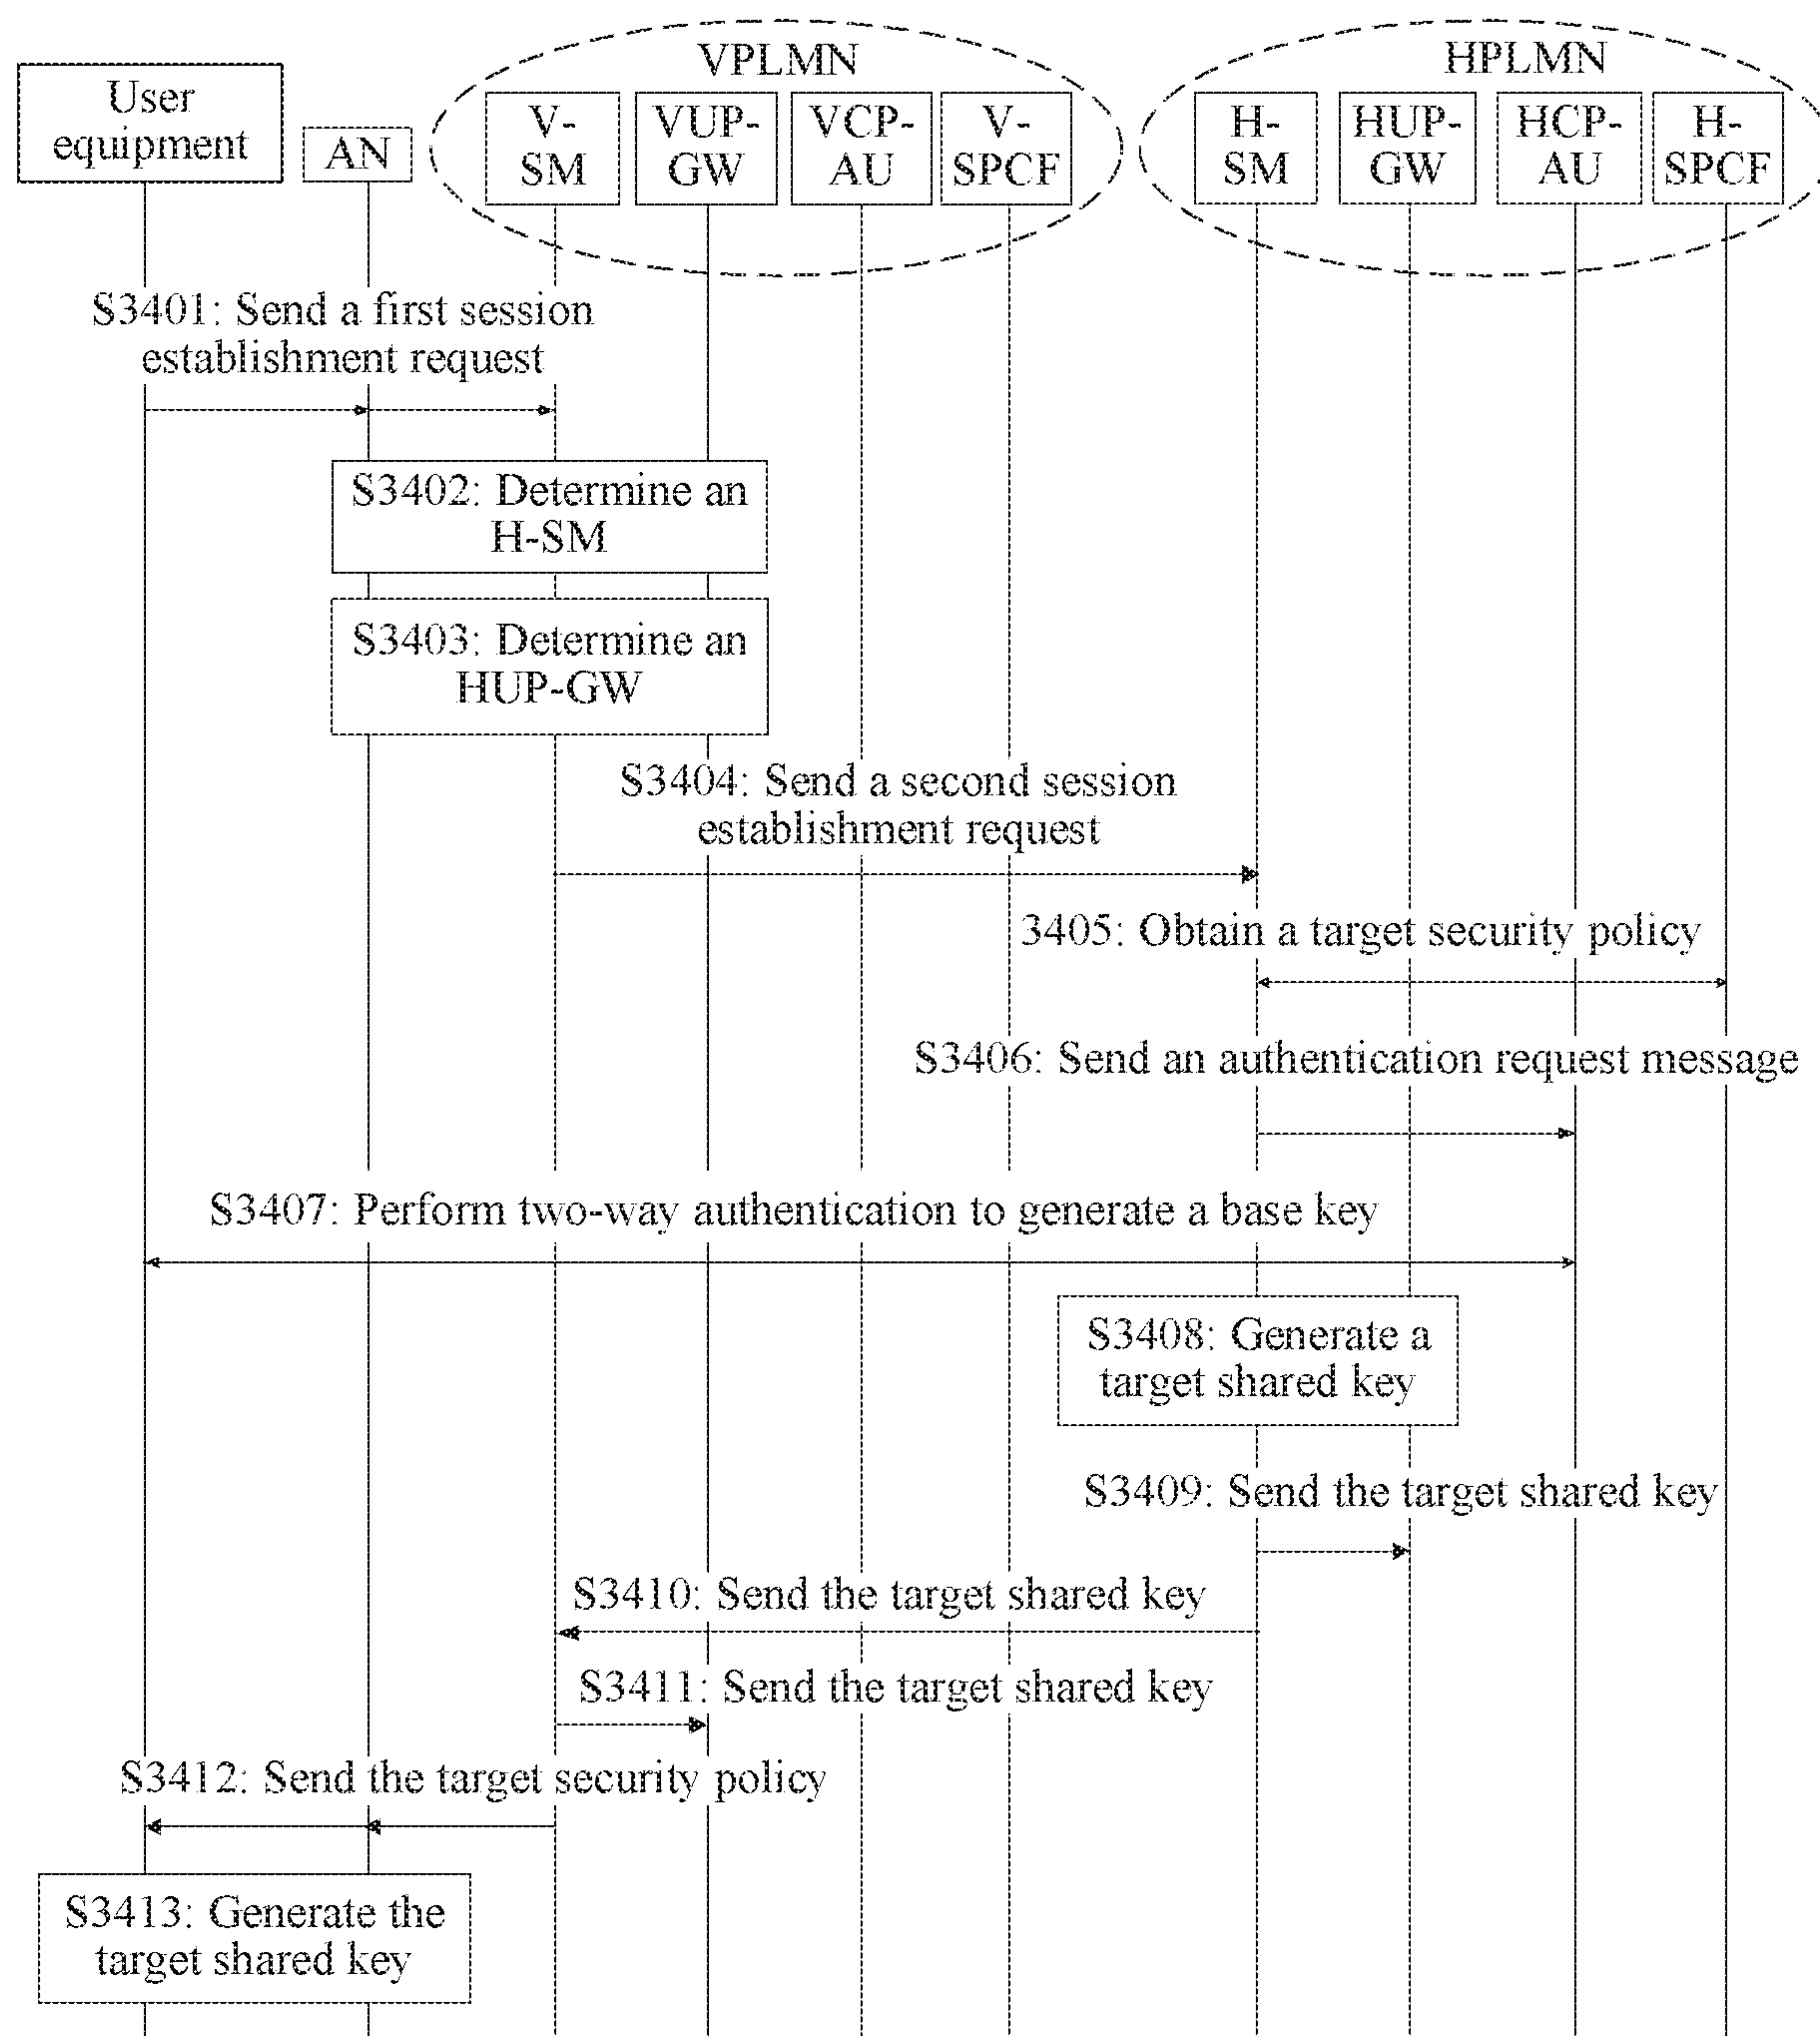 VPLMN
HPLMN
User
equipment
AN
V-
SM
VUP-
GW
VCP-
AU
V-
SPCF
H-
SM
HUP-
GW
HCP-
AU
H-
SPCF
S3401: Send a first session
establishment request
S3402: Determine an
H-SM
S3403: Determine an
HUP-GW
S3404: Send a second session
establishment request
3405: Obtain a target security policy
S3406: Send an authentication request message
S3407: Perform two-way authentication to generate a base key
S3408: Generate a
target shared key
S3409: Send the target shared key
S3410: Send the target shared key
S3411: Send the target shared key
S3412: Send the target security policy
S3413: Generate the
target shared key